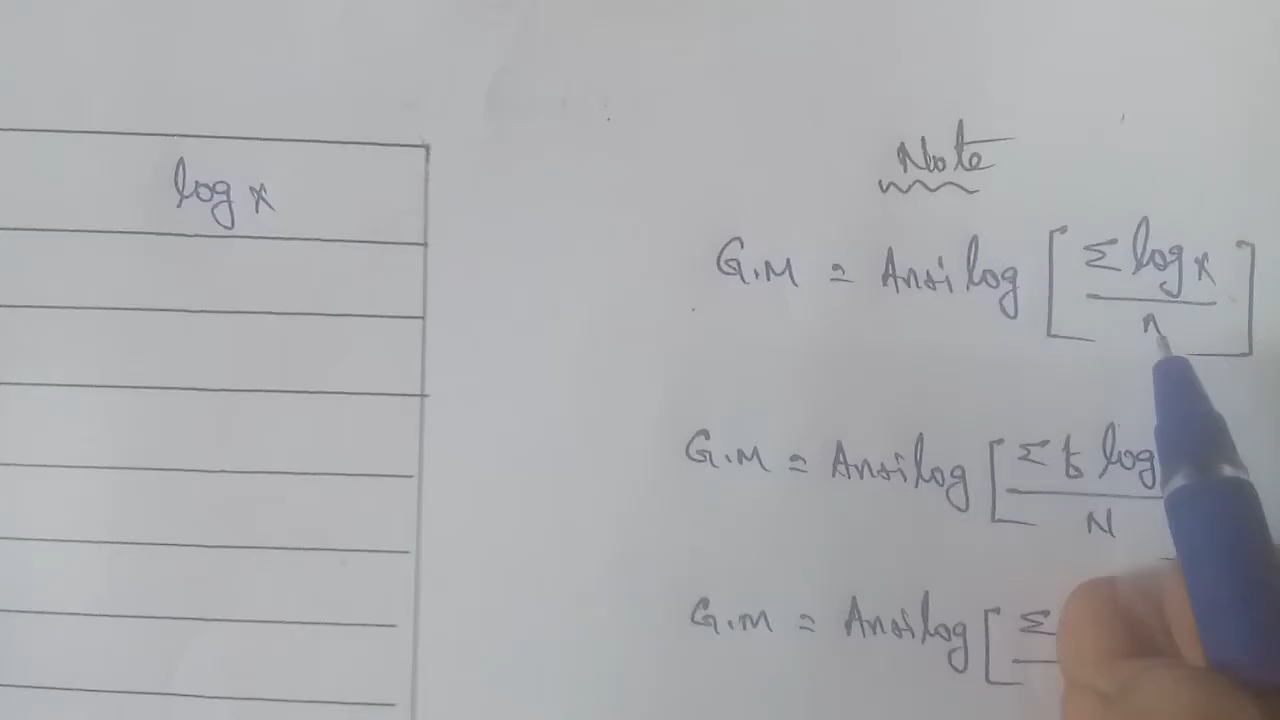 log x
Note
G.M = Antilog [ Σ log x / n ]
G.M = Antilog [ Σ f log / N
G.M = Antilog [ Σ